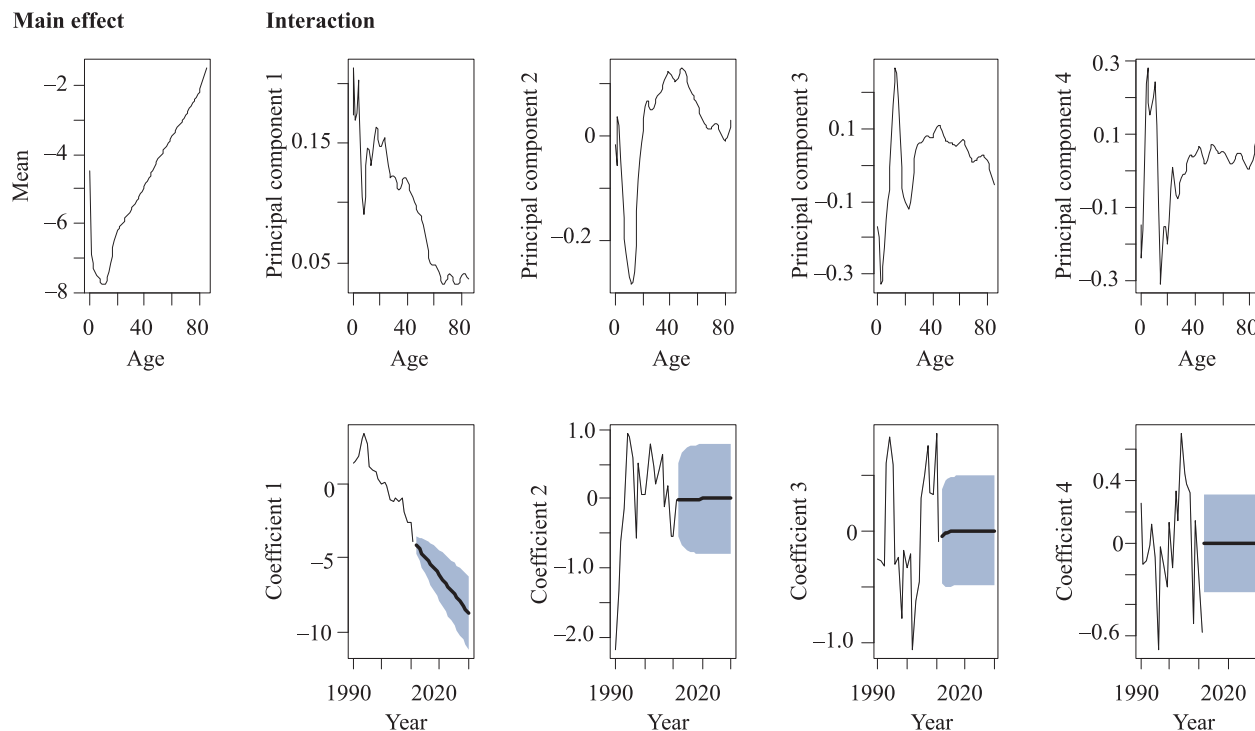 Main effect
Interaction
Mean
−2
−4
−6
−8
0 40 80
Age
Principal component 1
0.15
0.05
0 40 80
Age
Principal component 2
0
−0.2
0 40 80
Age
Principal component 3
0.1
−0.1
−0.3
0 40 80
Age
Principal component 4
0.3
0.1
−0.1
−0.3
0 40 80
Age
Coefficient 1
0
−5
−10
1990 2020
Year
Coefficient 2
1.0
0
−1.0
−2.0
1990 2020
Year
Coefficient 3
0
−1.0
1990 2020
Year
Coefficient 4
0.4
0
−0.6
1990 2020
Year